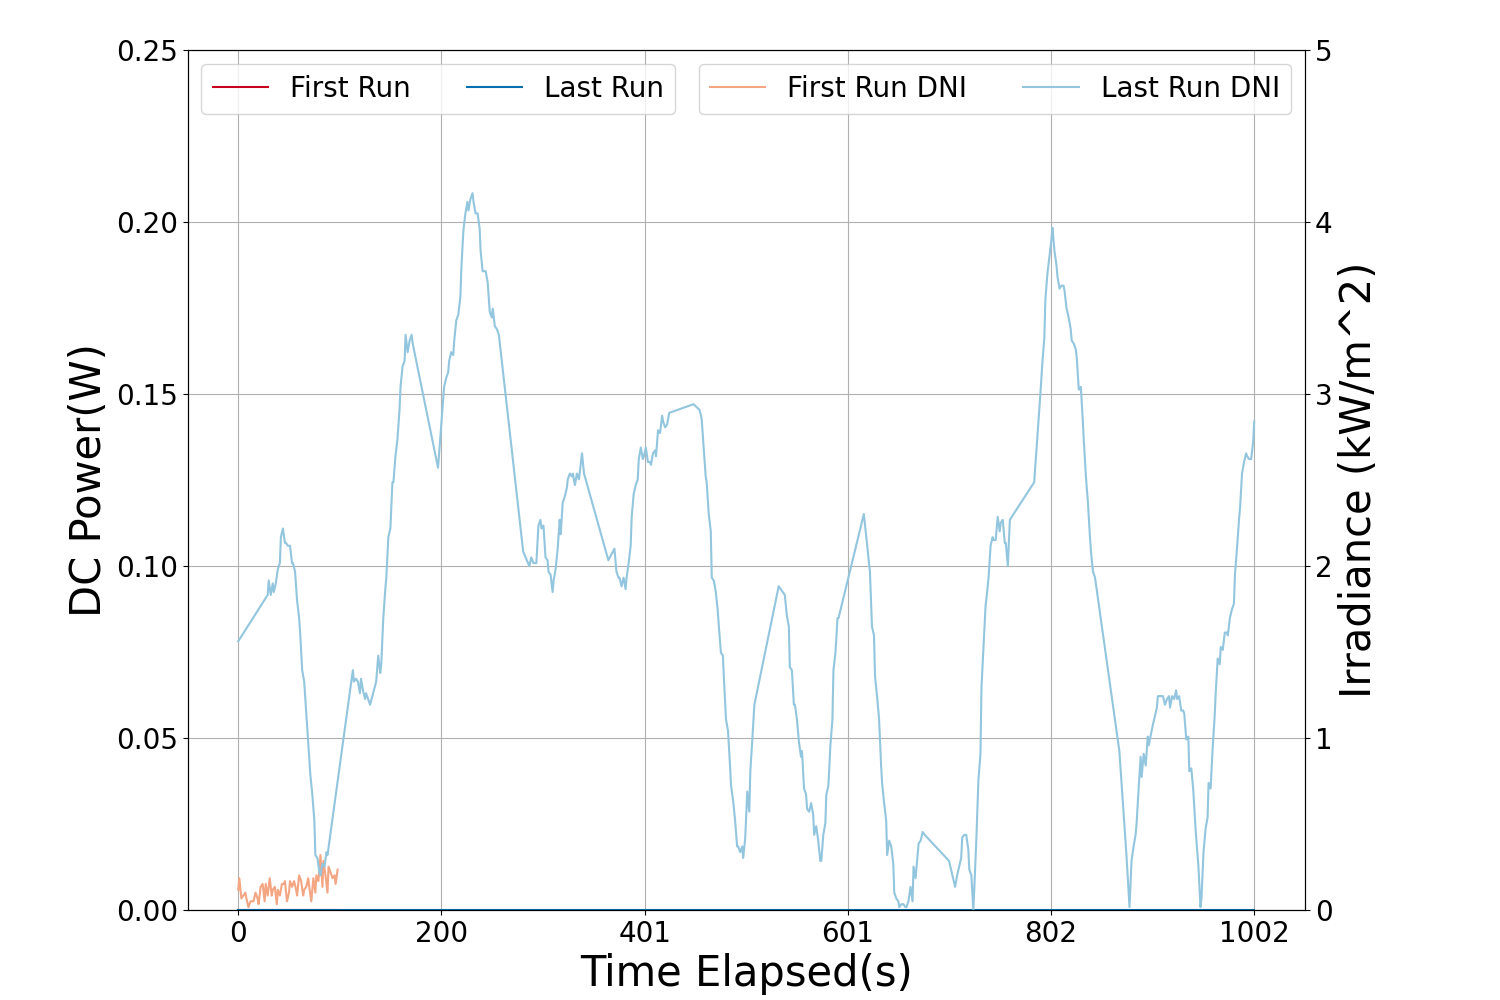 First Run
Last Run
First Run DNI
Last Run DNI
0.25
0.20
0.15
0.10
0.05
0.00
DC Power(W)
5
4
3
2
1
0
Irradiance (kW/m^2)
0
200
401
601
802
1002
Time Elapsed(s)